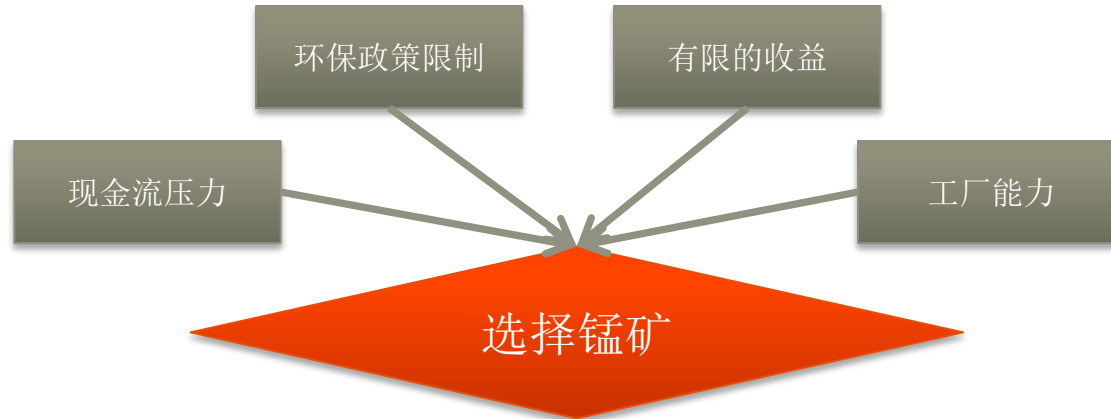 环保政策限制
有限的收益
现金流压力
工厂能力
选择锰矿